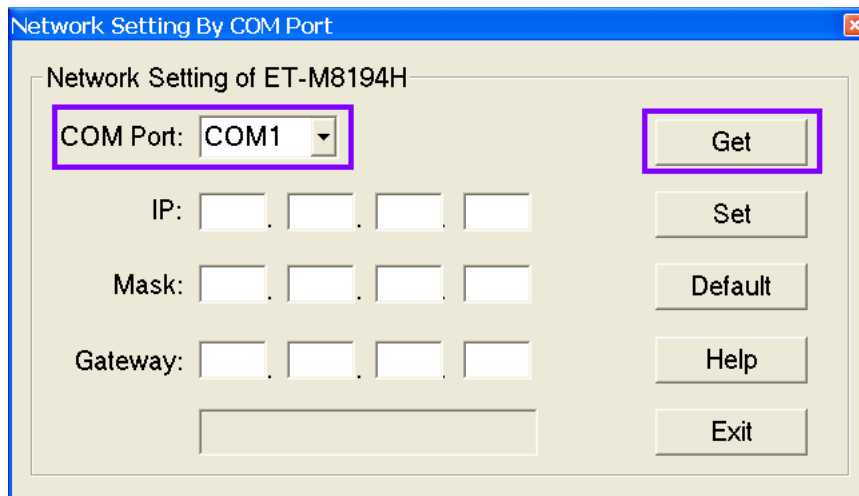 Network Setting By COM Port
Network Setting of ET-M8194H
COM Port: COM1 Get
IP: . . . Set
Mask: . . . Default
Gateway: . . . Help
Exit